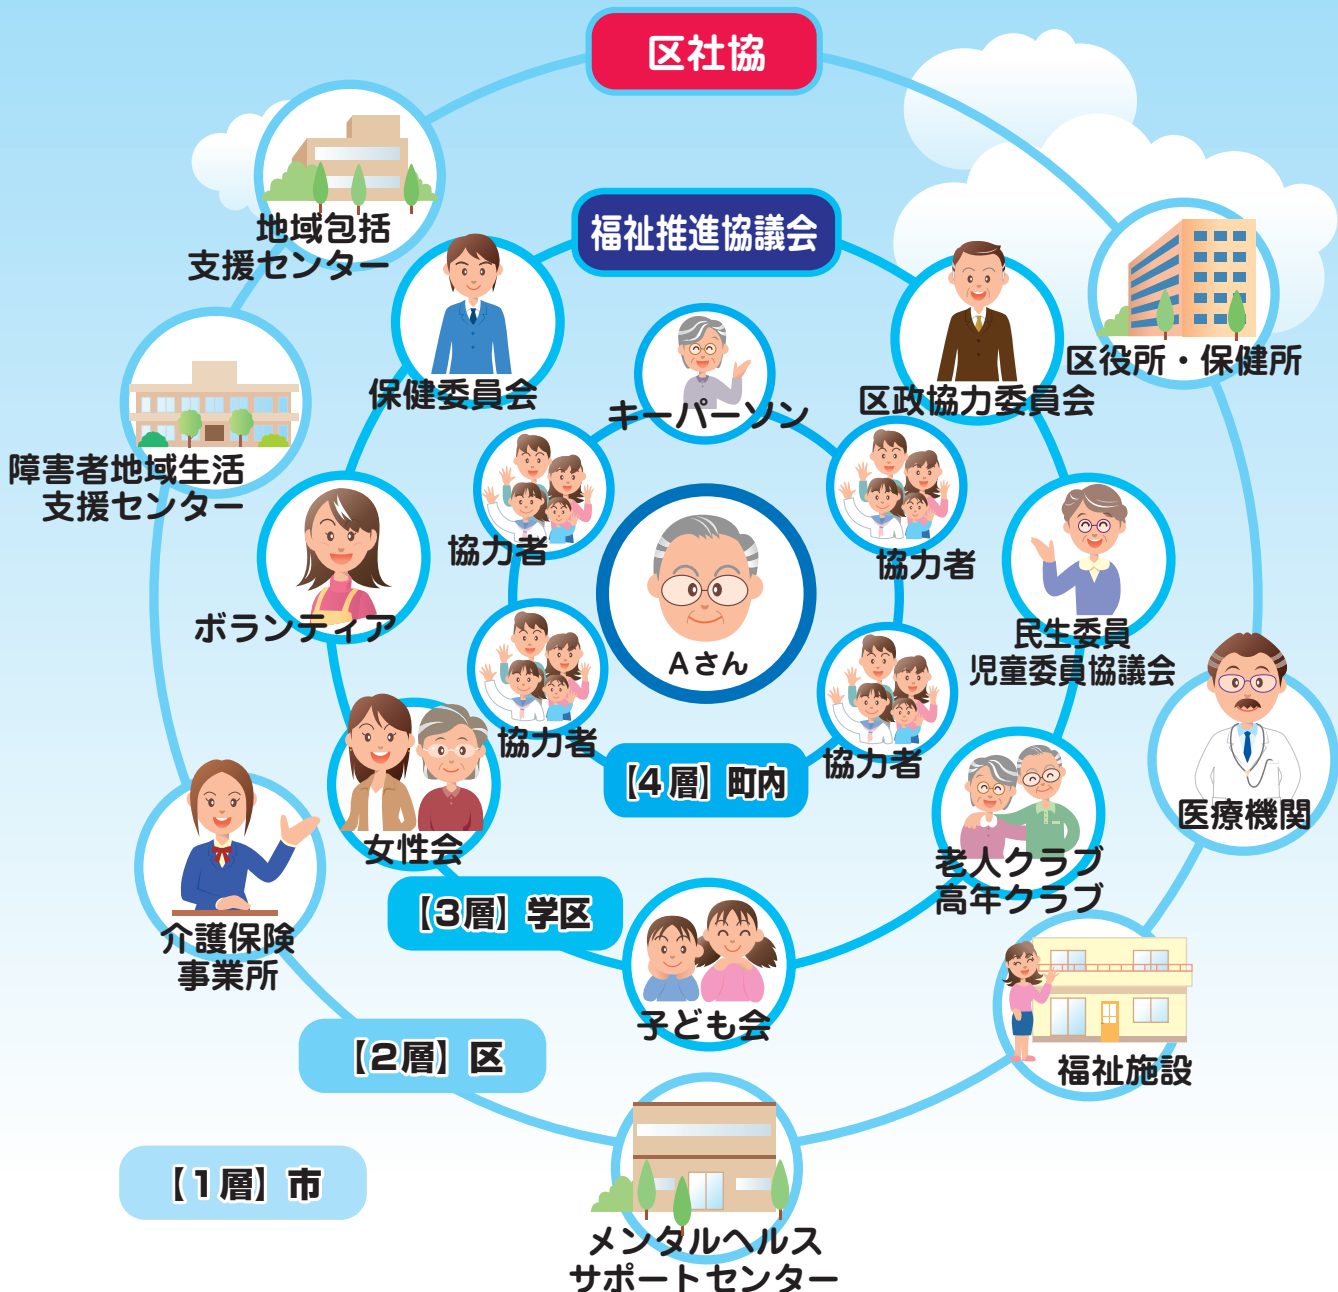 区社協
地域包括
支援センター
福祉推進協議会
保健委員会
キーパーソン
区政協力委員会
区役所・保健所
障害者地域生活
支援センター
協力者
協力者
ボランティア
Aさん
民生委員
児童委員協議会
協力者
協力者
【4層】町内
医療機関
女性会
老人クラブ
高年クラブ
【3層】学区
介護保険
事業所
子ども会
【2層】区
福祉施設
【1層】市
メンタルヘルス
サポートセンター